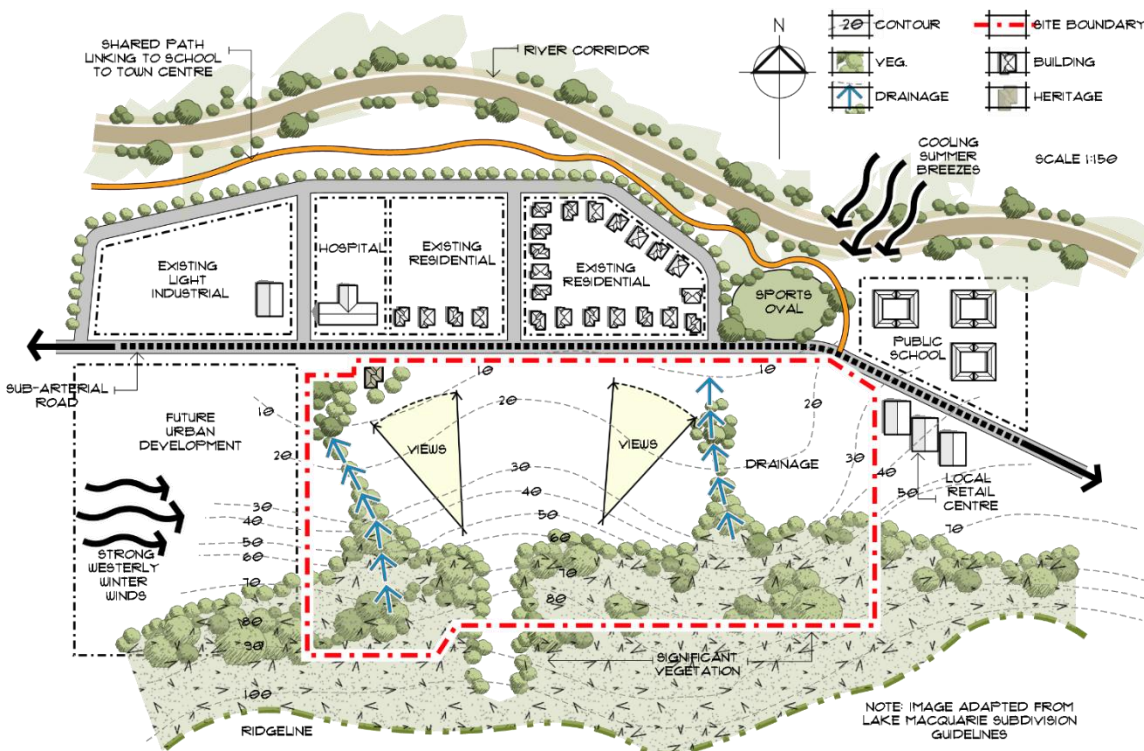 SHARED PATH
LINKING TO SCHOOL
TO TOWN CENTRE
RIVER CORRIDOR
N
20 CONTOUR
SITE BOUNDARY
VEG.
BUILDING
DRAINAGE
HERITAGE
COOLING
SUMMER
BREEZES
SCALE 1:150
EXISTING
LIGHT
INDUSTRIAL
HOSPITAL
EXISTING
RESIDENTIAL
EXISTING
RESIDENTIAL
SPORTS
OVAL
PUBLIC
SCHOOL
SUB-ARTERIAL
ROAD
FUTURE
URBAN
DEVELOPMENT
10
20
30
40
50
60
70
80
90
STRONG
WESTERLY
WINTER
WINDS
10
20
30
40
50
60
70
80
100
VIEWS
VIEWS
10
20
DRAINAGE
30
40
50
70
LOCAL
RETAIL
CENTRE
SIGNIFICANT
VEGETATION
RIDGELINE
NOTE: IMAGE ADAPTED FROM
LAKE MACQUARIE SUBDIVISION
GUIDELINES